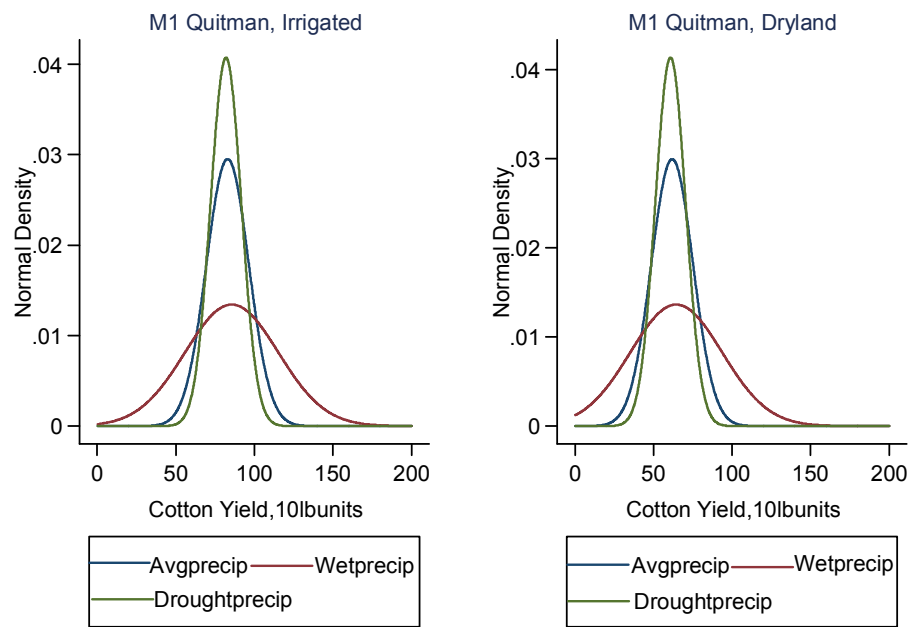 M1 Quitman, Irrigated
.04
.03
.02
.01
0
Normal Density
0 50 100 150 200
Cotton Yield,10lbunits
Avgprecip Wetprecip
Droughtprecip
M1 Quitman, Dryland
.04
.03
.02
.01
0
Normal Density
0 50 100 150 200
Cotton Yield,10lbunits
Avgprecip Wetprecip
Droughtprecip